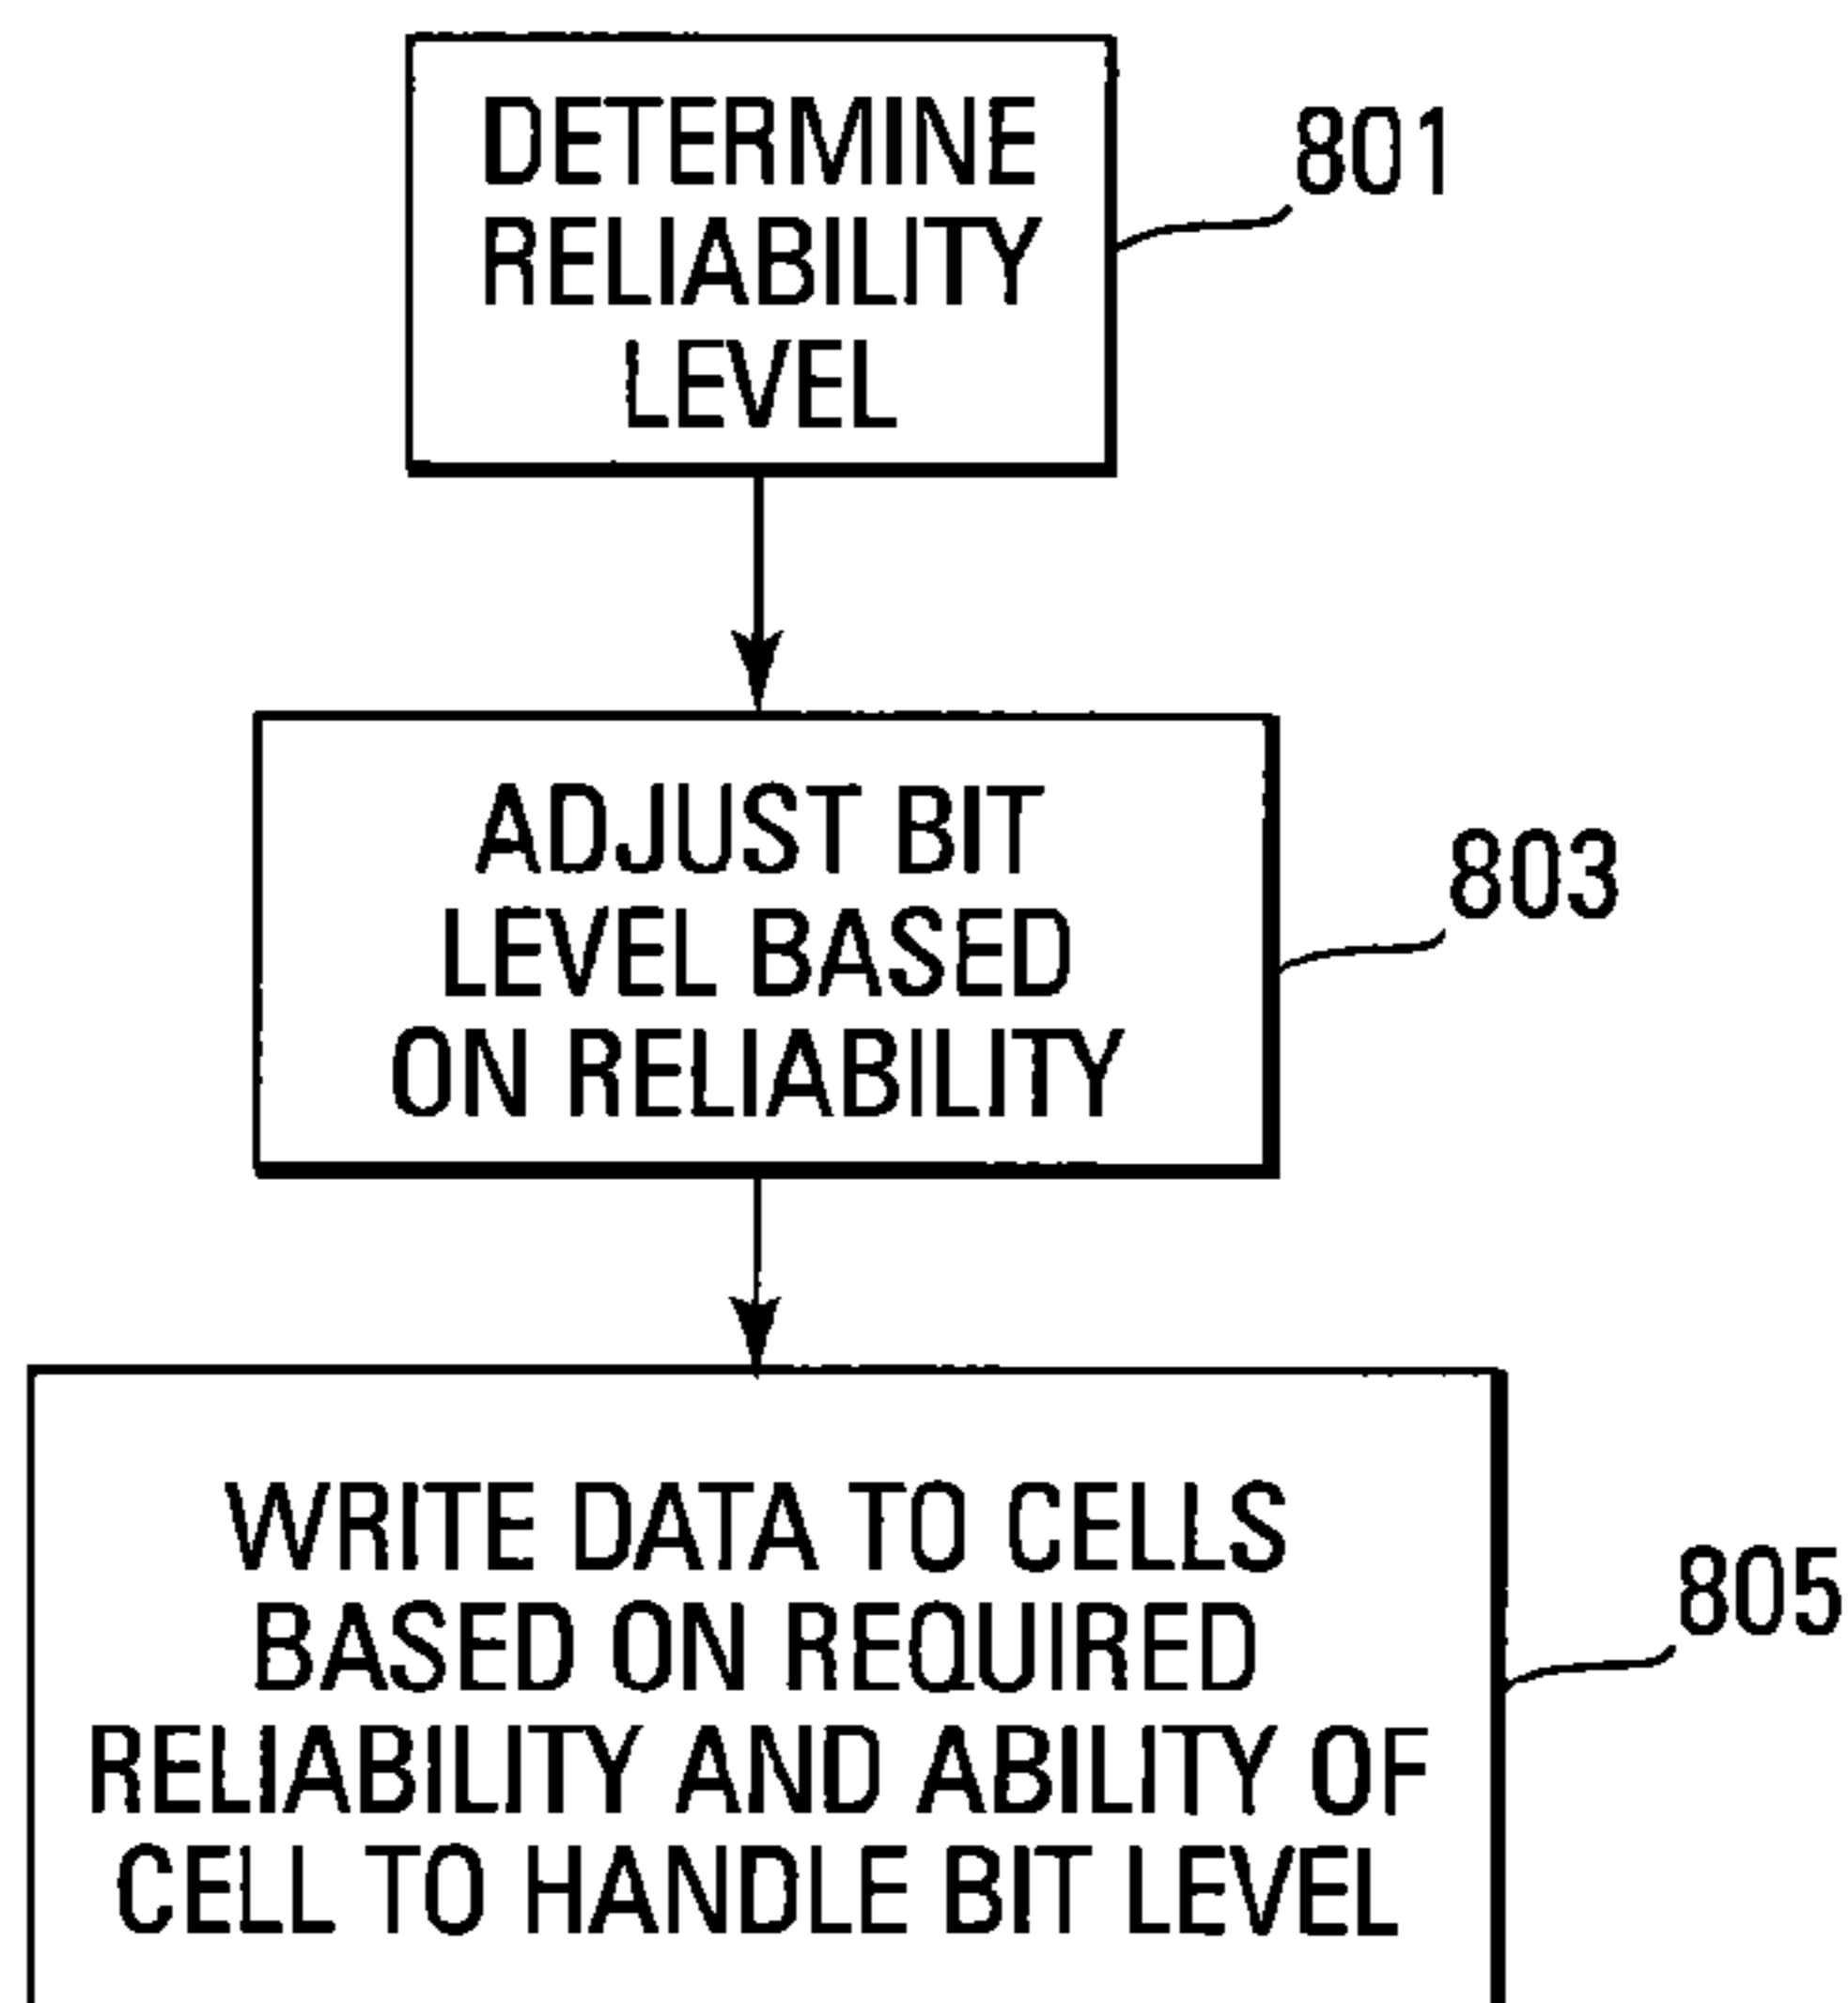 DETERMINE
RELIABILITY
LEVEL
801
ADJUST BIT
LEVEL BASED
ON RELIABILITY
803
WRITE DATA TO CELLS
BASED ON REQUIRED
RELIABILITY AND ABILITY OF
CELL TO HANDLE BIT LEVEL
805